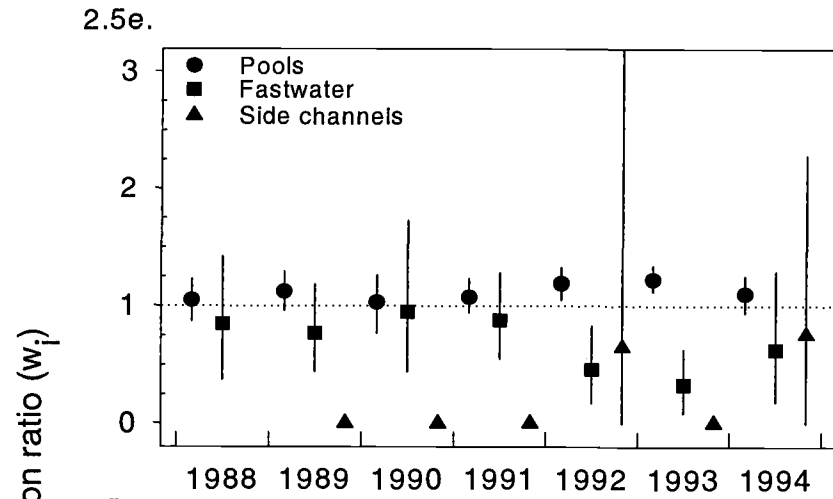 2.5e.
3
Pools
Fastwater
Side channels
2
1
0
on ratio (wi)
1988 1989 1990 1991 1992 1993 1994